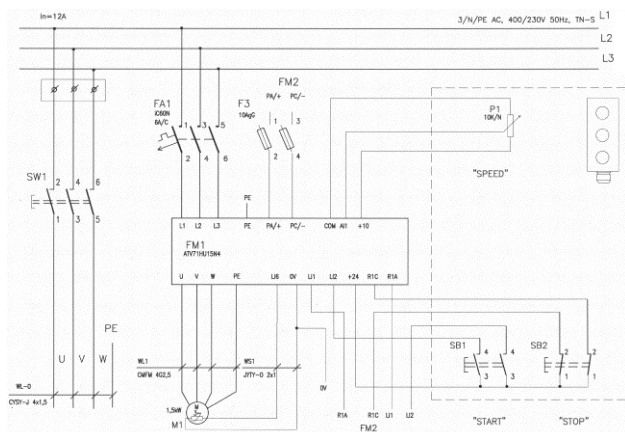 In=12A
3/N/PE AC, 400/230V 50Hz, TN-S
L1
L2
L3
FM2
FA1
iC60N
6A/C
1 3 5
2 4 6
F3
10AgG
PA/+ PC/-
1 3
2 4
P1
10K/N
"SPEED"
SW1
2 4 6
1 3 5
PE
L1 L2 L3 PE PA/+ PC/- COM AI1 +10
FM1
ATV71HU15N4
U V W PE LI6 0V LI1 LI2 +24 R1C R1A
PE
U V W
WL-0
CYSY-J 4x1,5
WL1
OMFM 4G2,5
WS1
JYTY-O 2x1
1,5kW
M
M1
0V
R1A R1C LI1 LI2
FM2
SB1
4 4
3 3
"START"
SB2
2 2
1 1
"STOP"